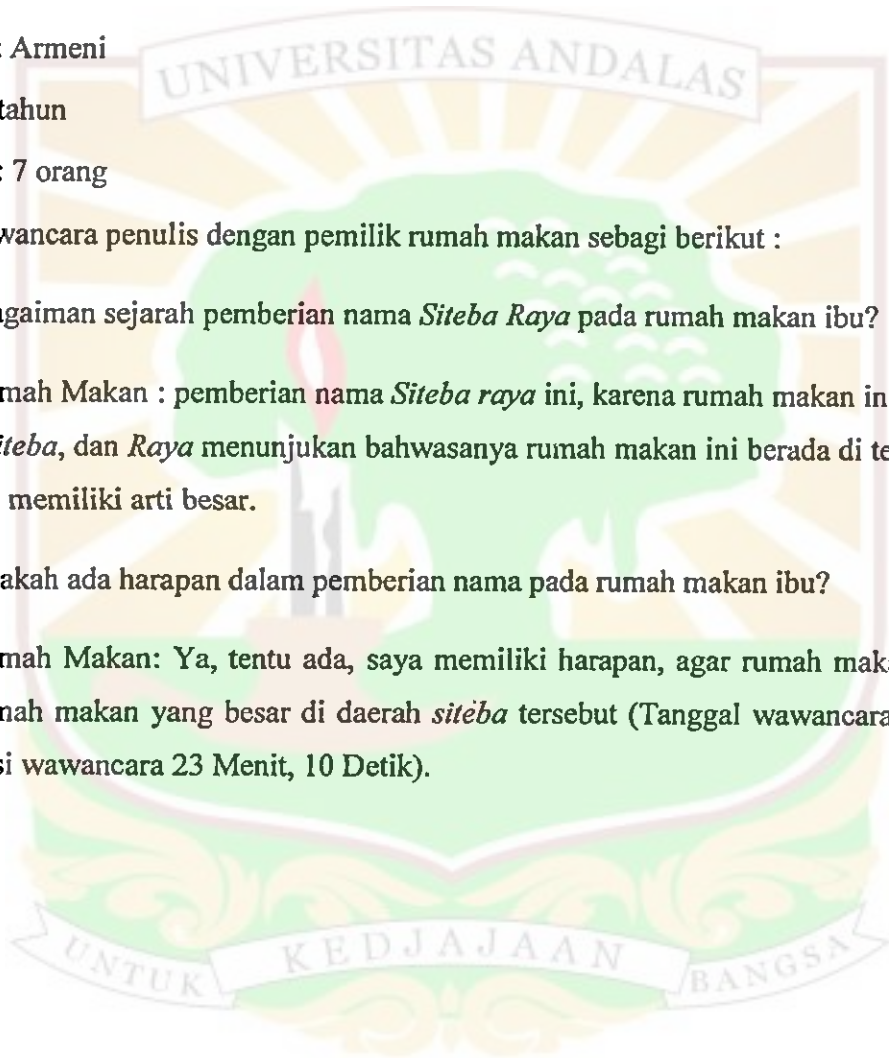 : Armeni
UNIVERSITAS ANDALAS
tahun
: 7 orang
wancara penulis dengan pemilik rumah makan sebagi berikut :
agaiman sejarah pemberian nama Siteba Raya pada rumah makan ibu?
mah Makan : pemberian nama Siteba raya ini, karena rumah makan in
iteba, dan Raya menunjukan bahwasanya rumah makan ini berada di te
memiliki arti besar.
akah ada harapan dalam pemberian nama pada rumah makan ibu?
mah Makan: Ya, tentu ada, saya memiliki harapan, agar rumah mak
mah makan yang besar di daerah siteba tersebut (Tanggal wawancara
si wawancara 23 Menit, 10 Detik).
UNTUK KEDJAJAAN BANGSA